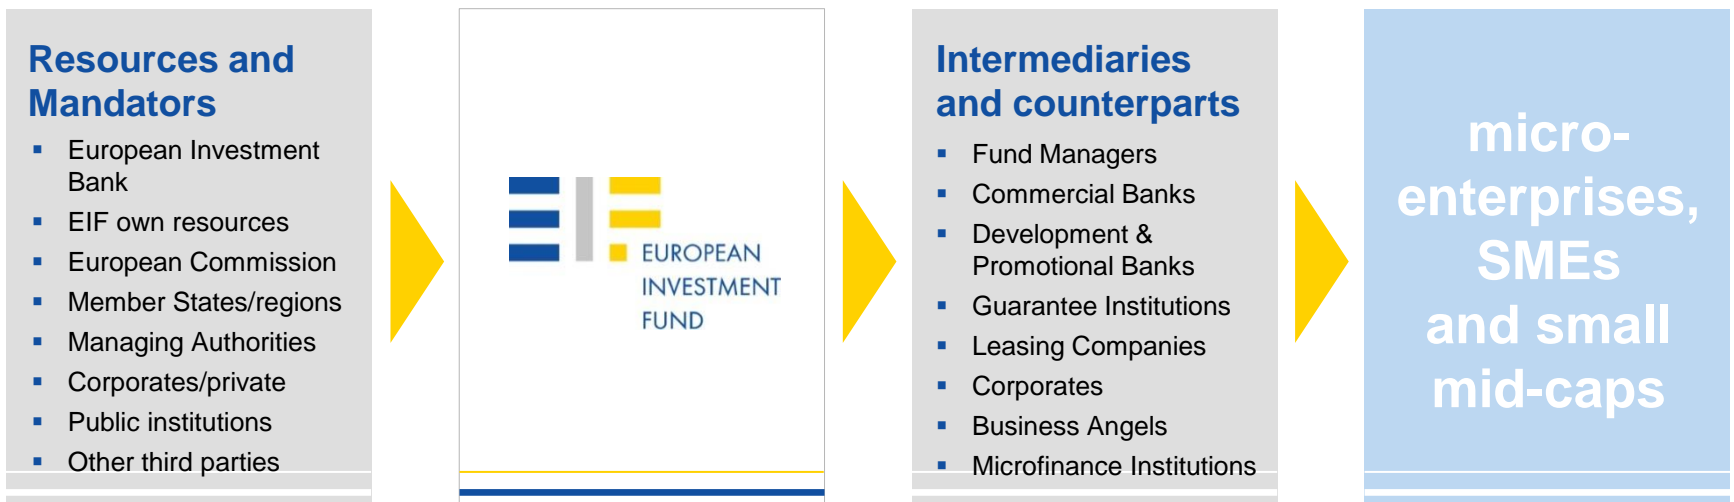 Resources and
Mandators
▪ European Investment
Bank
▪ EIF own resources
▪ European Commission
▪ Member States/regions
▪ Managing Authorities
▪ Corporates/private
▪ Public institutions
▪ Other third parties
EIF
EUROPEAN
INVESTMENT
FUND
Intermediaries
and counterparts
▪ Fund Managers
▪ Commercial Banks
▪ Development &
Promotional Banks
▪ Guarantee Institutions
▪ Leasing Companies
▪ Corporates
▪ Business Angels
▪ Microfinance Institutions
micro-
enterprises,
SMEs
and small
mid-caps